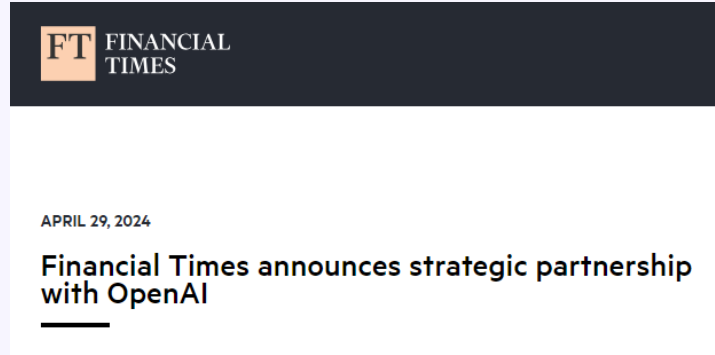 FT FINANCIAL
TIMES
APRIL 29, 2024
Financial Times announces strategic partnership
with OpenAI